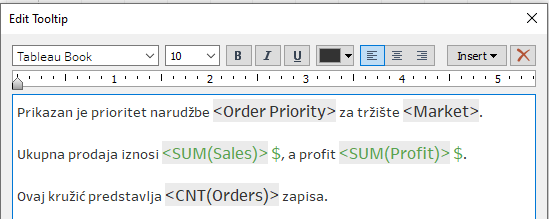 Edit Tooltip
Tableau Book 10 B I U Insert
1 2 3 4 5
Prikazan je prioritet narudžbe <Order Priority> za tržište <Market>.
Ukupna prodaja iznosi <SUM(Sales)> $, a profit <SUM(Profit)> $.
Ovaj kružić predstavlja <CNT(Orders)> zapisa.